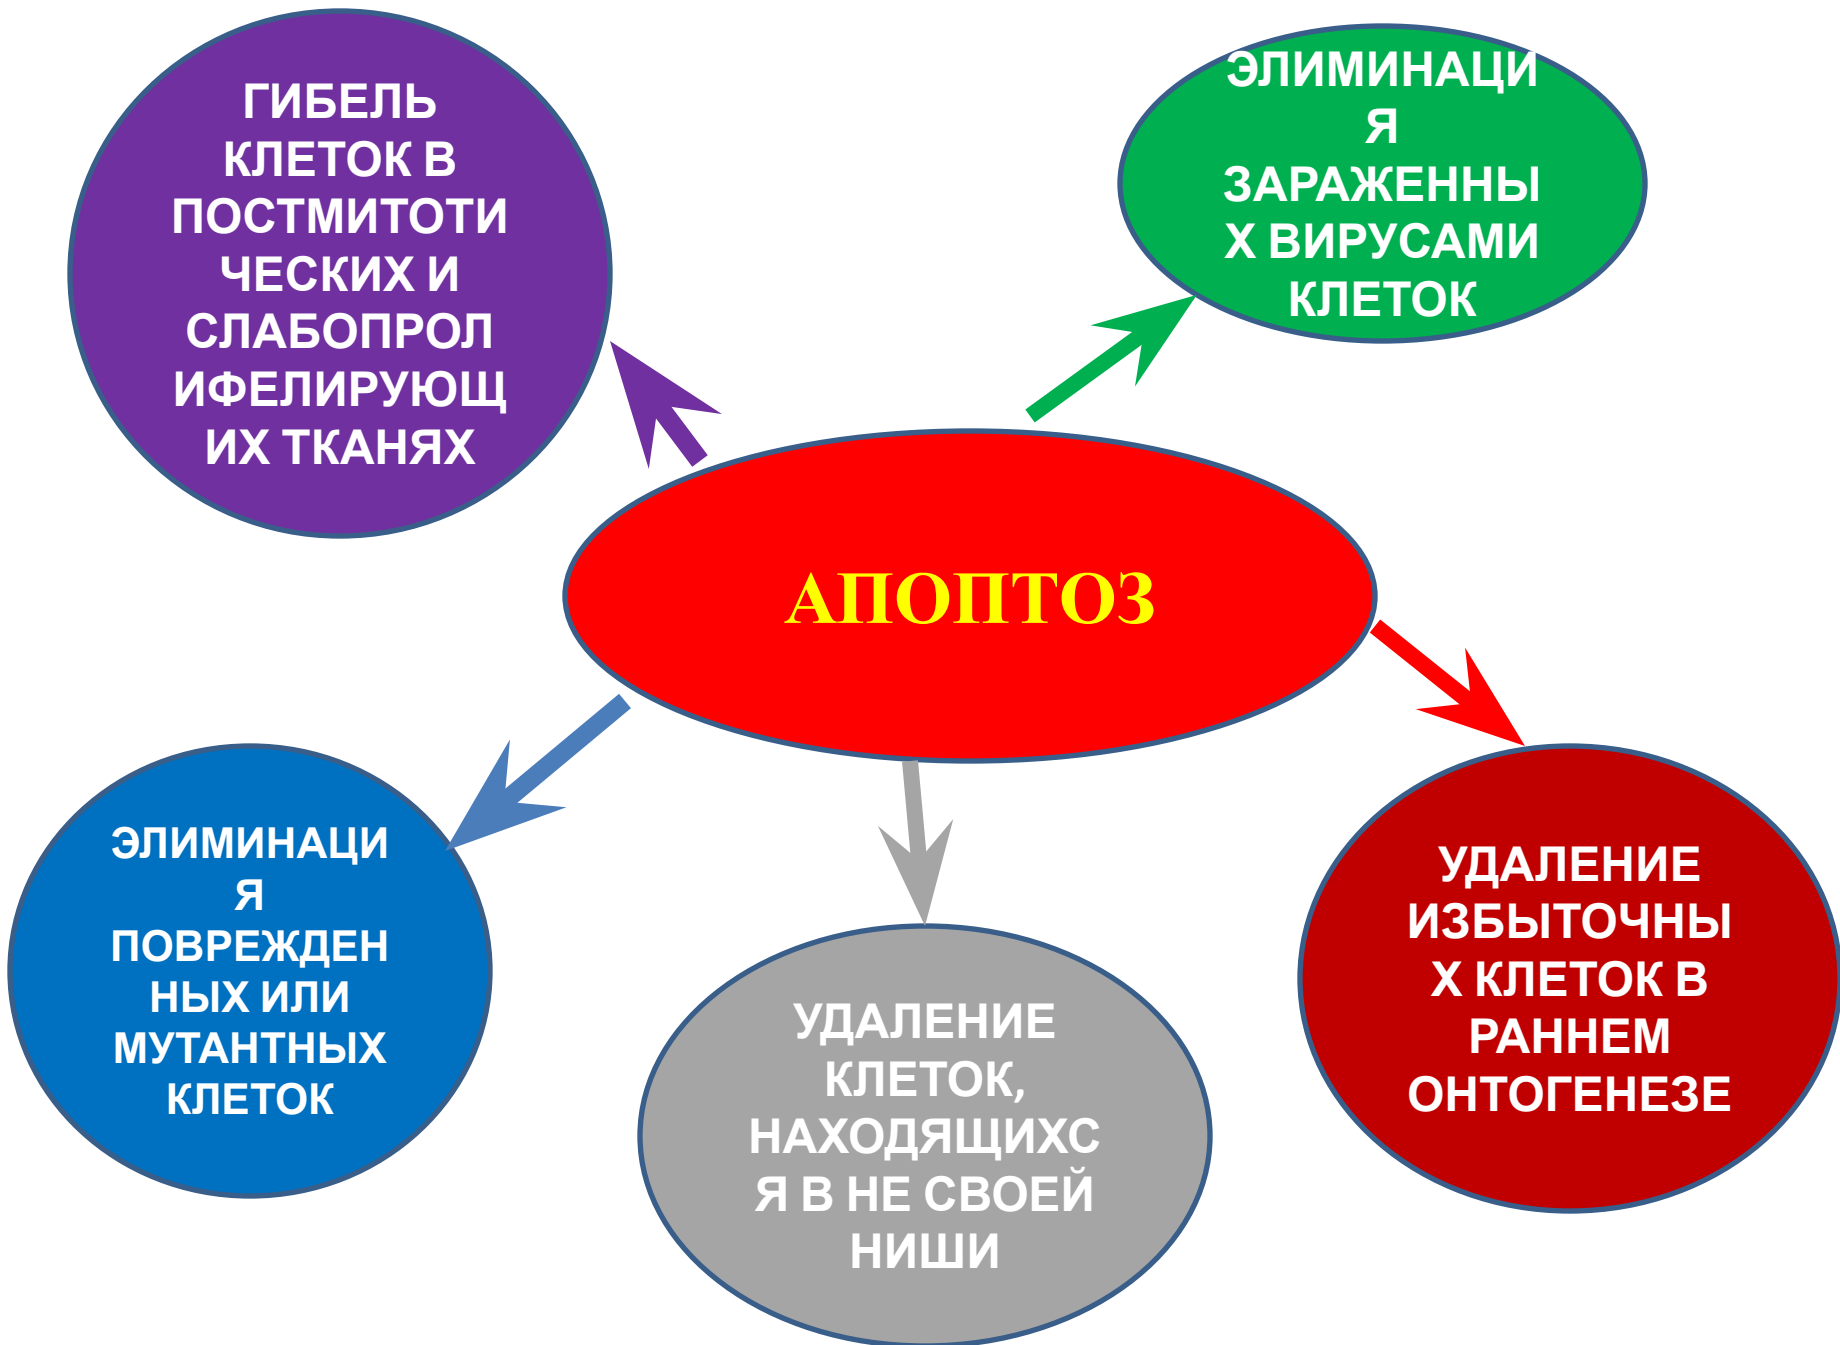 ГИБЕЛЬ
КЛЕТОК В
ПОСТМИТОТИ
ЧЕСКИХ И
СЛАБОПРОЛ
ИФЕЛИРУЮЩ
ИХ ТКАНЯХ
ЭЛИМИНАЦИ
Я
ЗАРАЖЕННЫ
Х ВИРУСАМИ
КЛЕТОК
АПОПТОЗ
ЭЛИМИНАЦИ
Я
ПОВРЕЖДЕН
НЫХ ИЛИ
МУТАНТНЫХ
КЛЕТОК
УДАЛЕНИЕ
КЛЕТОК,
НАХОДЯЩИХС
Я В НЕ СВОЕЙ
НИШИ
УДАЛЕНИЕ
ИЗБЫТОЧНЫ
Х КЛЕТОК В
РАННЕМ
ОНТОГЕНЕЗЕ